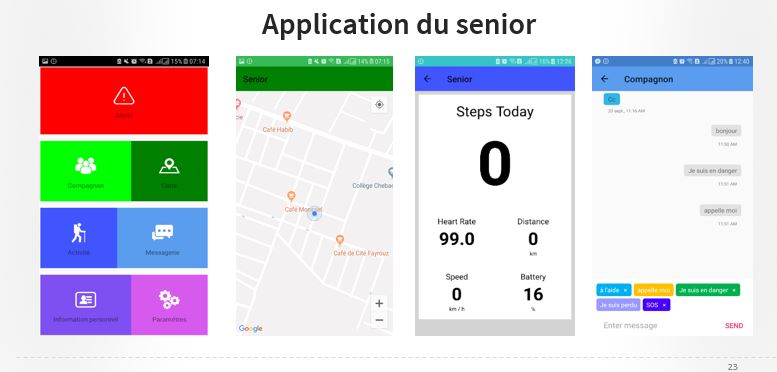 Application du senior
15% 07:14
Alerte
Compagnon
Carte
Activité
Messagerie
Information personnel
Paramètres
14% 07:15
Senior
Café Habib
Collège Chebac
Café de Cité Fayrouz
Google
+
−
16% 12:26
Senior
Steps Today
0
Heart Rate
Distance
99.0
0
km
Speed
Battery
0
16
km / h
%
20% 12:40
Compagnon
Cc
11:16 AM
bonjour
11:50 AM
Je suis en danger
11:51 AM
appelle moi
11:51 AM
à l'aide ×
appelle moi
Je suis en danger ×
Je suis perdu
SOS ×
Enter message
SEND
23